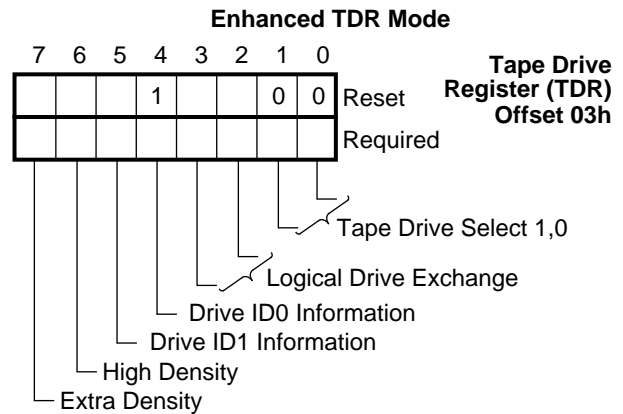 Enhanced TDR Mode
7 6 5 4 3 2 1 0
1 0 0 Reset
Required
Tape Drive
Register (TDR)
Offset 03h
Tape Drive Select 1,0
Logical Drive Exchange
Drive ID0 Information
Drive ID1 Information
High Density
Extra Density